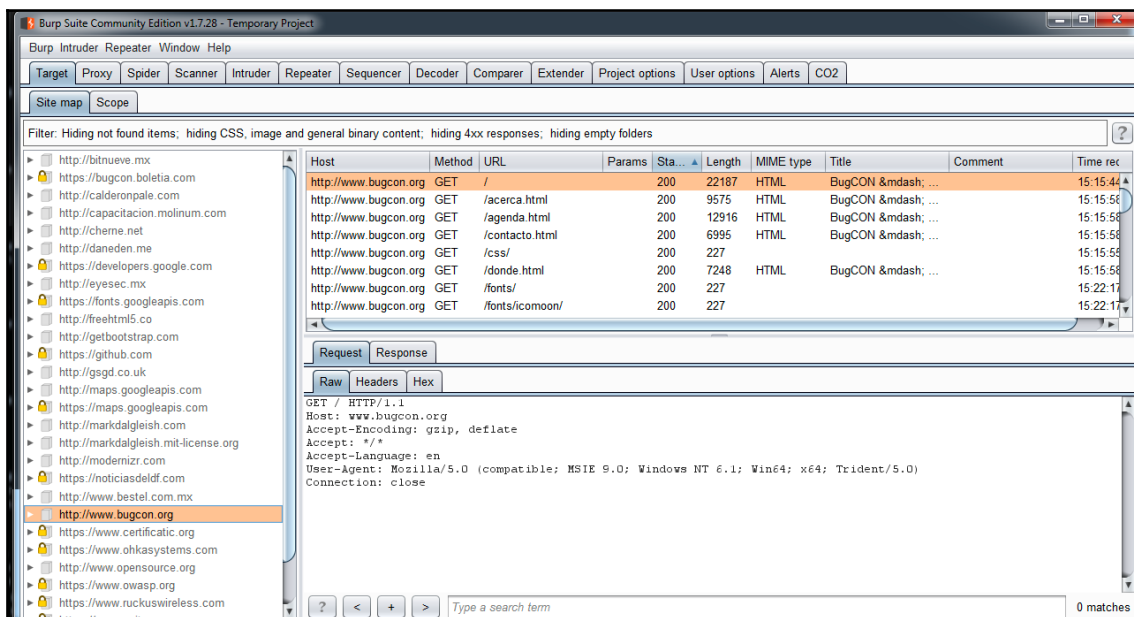 Burp Suite Community Edition v1.7.28 - Temporary Project
Burp Intruder Repeater Window Help
Target Proxy Spider Scanner Intruder Repeater Sequencer Decoder Comparer Extender Project options User options Alerts CO2
Site map Scope
Filter: Hiding not found items; hiding CSS, image and general binary content; hiding 4xx responses; hiding empty folders ?
http://bitnueve.mx
https://bugcon.boletia.com
http://calderonpale.com
http://capacitacion.molinum.com
http://cherne.net
http://daneden.me
https://developers.google.com
http://eyesec.mx
https://fonts.googleapis.com
http://freehtml5.co
http://getbootstrap.com
https://github.com
http://gsgd.co.uk
http://maps.googleapis.com
https://maps.googleapis.com
http://markdalgleish.com
http://markdalgleish.mit-license.org
http://modernizr.com
https://noticiasdeldf.com
http://www.bestel.com.mx
http://www.bugcon.org
https://www.certificatic.org
https://www.ohkasystems.com
http://www.opensource.org
https://www.owasp.org
https://www.ruckuswireless.com
Host Method URL Params Sta... Length MIME type Title Comment Time rec
http://www.bugcon.org GET / 200 22187 HTML BugCON &mdash; ... 15:15:44
http://www.bugcon.org GET /acerca.html 200 9575 HTML BugCON &mdash; ... 15:15:58
http://www.bugcon.org GET /agenda.html 200 12916 HTML BugCON &mdash; ... 15:15:58
http://www.bugcon.org GET /contacto.html 200 6995 HTML BugCON &mdash; ... 15:15:58
http://www.bugcon.org GET /css/ 200 227 15:15:55
http://www.bugcon.org GET /donde.html 200 7248 HTML BugCON &mdash; ... 15:15:58
http://www.bugcon.org GET /fonts/ 200 227 15:22:17
http://www.bugcon.org GET /fonts/icomoon/ 200 227 15:22:17
Request Response
Raw Headers Hex
GET / HTTP/1.1
Host: www.bugcon.org
Accept-Encoding: gzip, deflate
Accept: */*
Accept-Language: en
User-Agent: Mozilla/5.0 (compatible; MSIE 9.0; Windows NT 6.1; Win64; x64; Trident/5.0)
Connection: close
? < + > Type a search term 0 matches